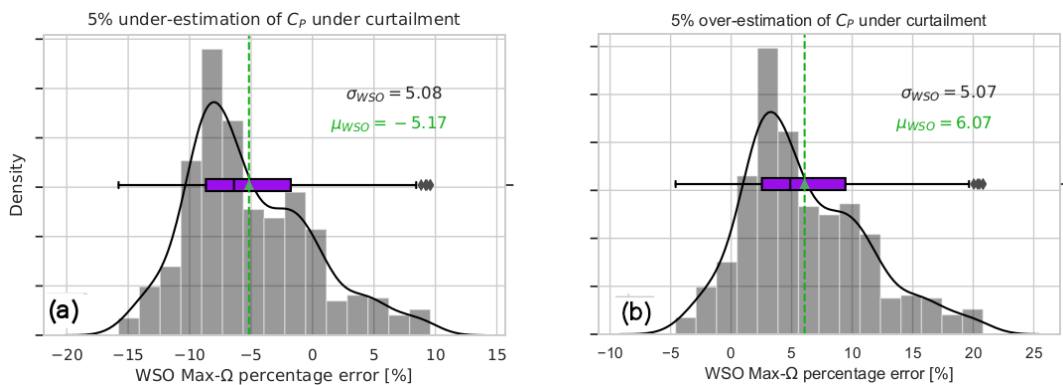 5% under-estimation of C_P under curtailment
σ_WSO = 5.08
μ_WSO = −5.17
Density
(a)
−20 −15 −10 −5 0 5 10 15
WSO Max-Ω percentage error [%]
5% over-estimation of C_P under curtailment
σ_WSO = 5.07
μ_WSO = 6.07
(b)
−10 −5 0 5 10 15 20 25
WSO Max-Ω percentage error [%]